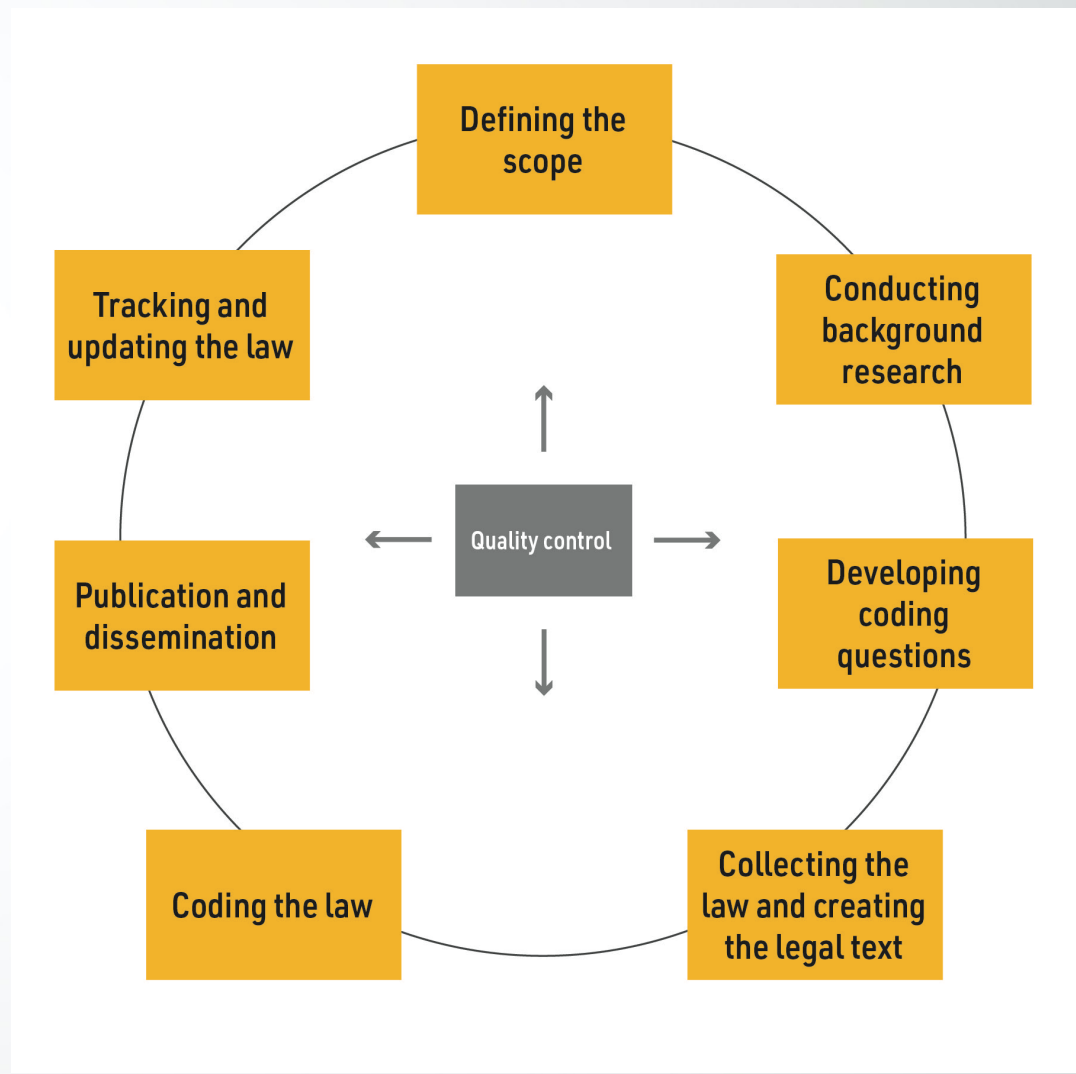 Defining the
scope
Conducting
background
research
Developing
coding
questions
Collecting the
law and creating
the legal text
Coding the law
Publication and
dissemination
Tracking and
updating the law
Quality control